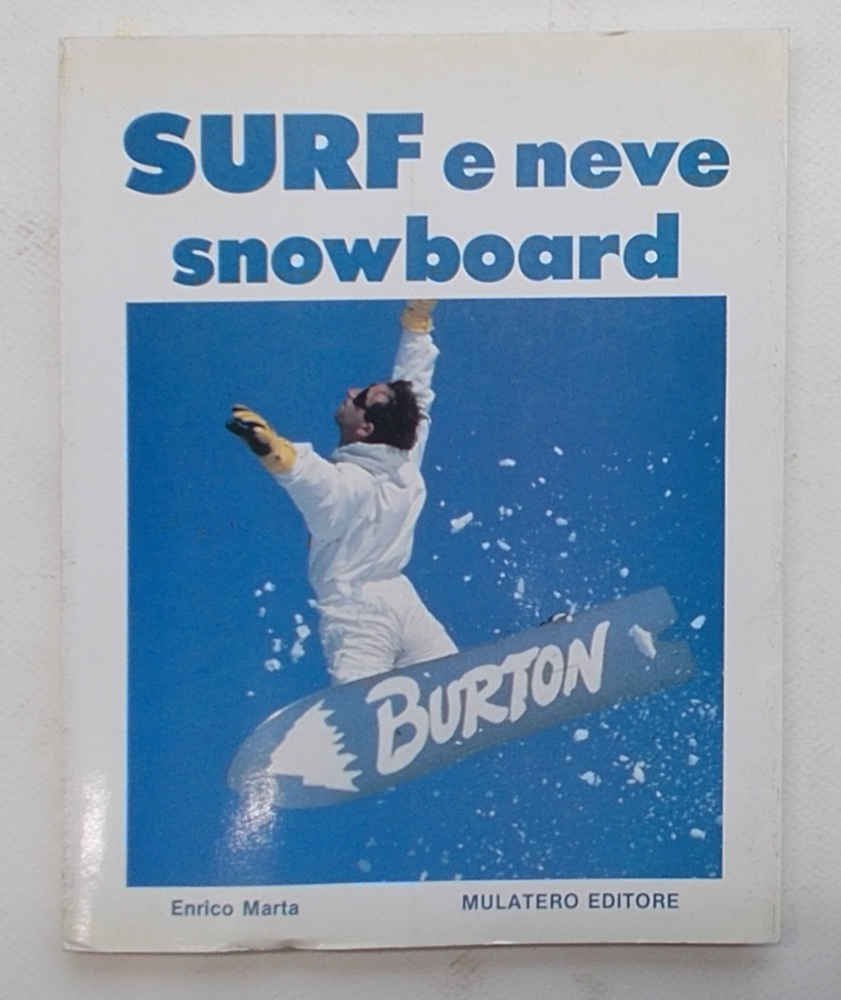 SURF e neve
snowboard
BURTON
Enrico Marta
MULATERO EDITORE